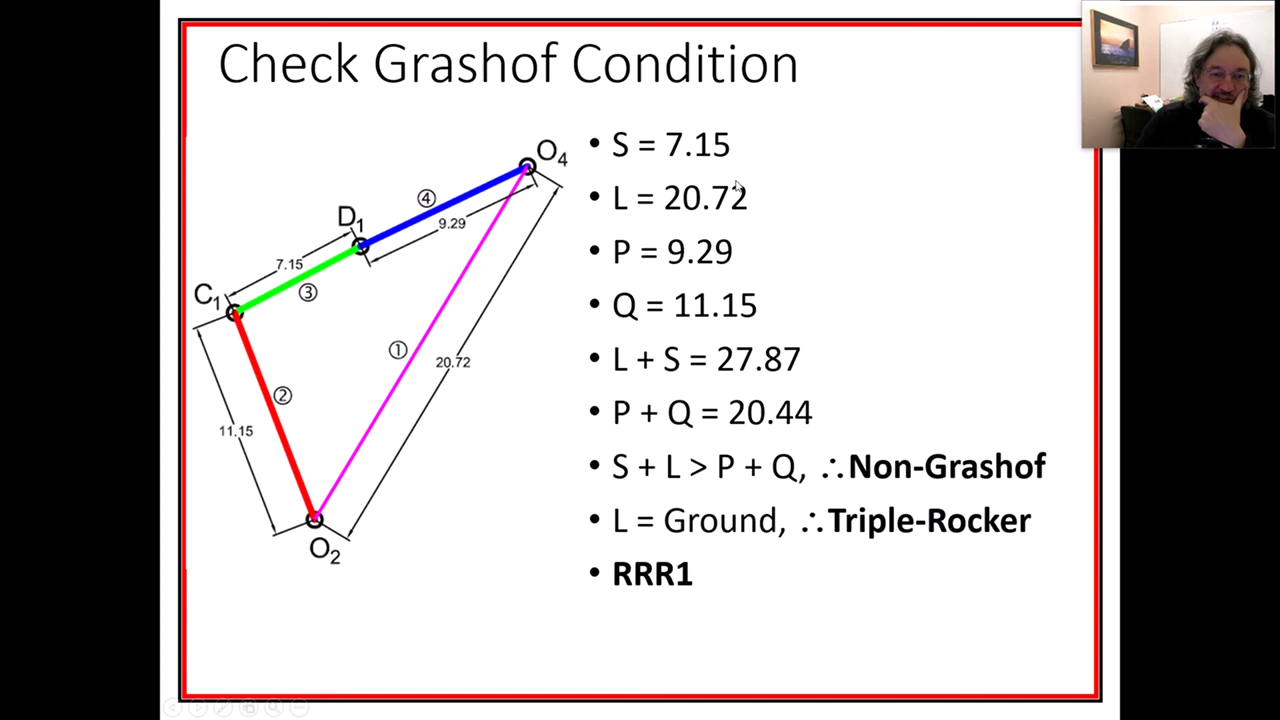 Check Grashof Condition
O4
④
9.29
D1
7.15
③
C1
①
20.72
②
11.15
O2
• S = 7.15
• L = 20.72
• P = 9.29
• Q = 11.15
• L + S = 27.87
• P + Q = 20.44
• S + L > P + Q, ∴Non-Grashof
• L = Ground, ∴Triple-Rocker
• RRR1